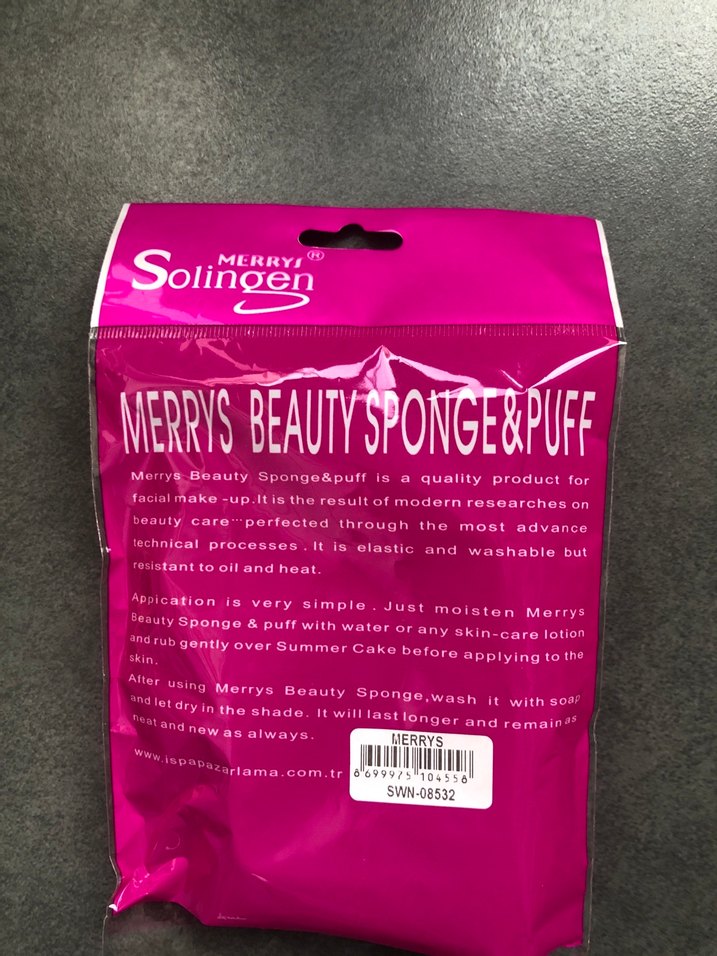 MERRYS ®
Solingen
MERRYS BEAUTY SPONGE&PUFF
Merrys Beauty Sponge&puff is a quality product for
facial make-up.It is the result of modern researches on
beauty care…perfected through the most advance
technical processes. It is elastic and washable but
resistant to oil and heat.
Appication is very simple. Just moisten Merrys
Beauty Sponge & puff with water or any skin-care lotion
and rub gently over Summer Cake before applying to the
skin.
After using Merrys Beauty Sponge,wash it with soap
and let dry in the shade. It will last longer and remain as
neat and new as always.
www.ispapazarlama.com.tr
MERRYS
8 699975 104558
SWN-08532